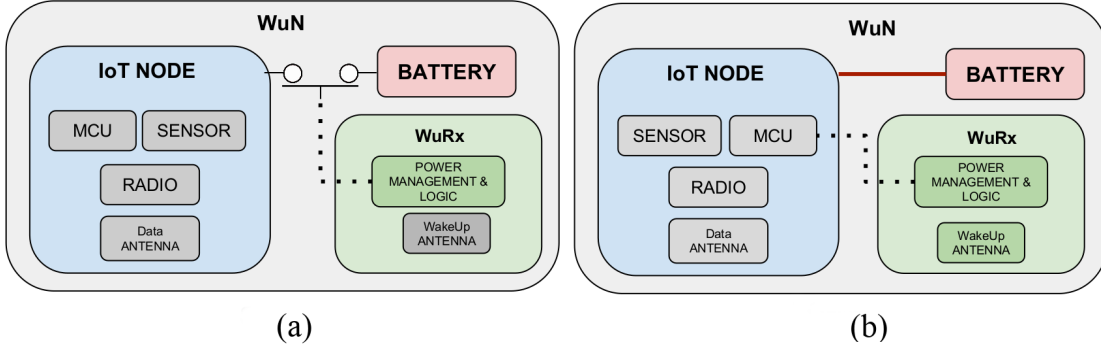 WuN
IoT NODE
BATTERY
MCU
SENSOR
RADIO
Data
ANTENNA
WuRx
POWER
MANAGEMENT &
LOGIC
WakeUp
ANTENNA
(a)
WuN
IoT NODE
BATTERY
SENSOR
MCU
RADIO
Data
ANTENNA
WuRx
POWER
MANAGEMENT &
LOGIC
WakeUp
ANTENNA
(b)